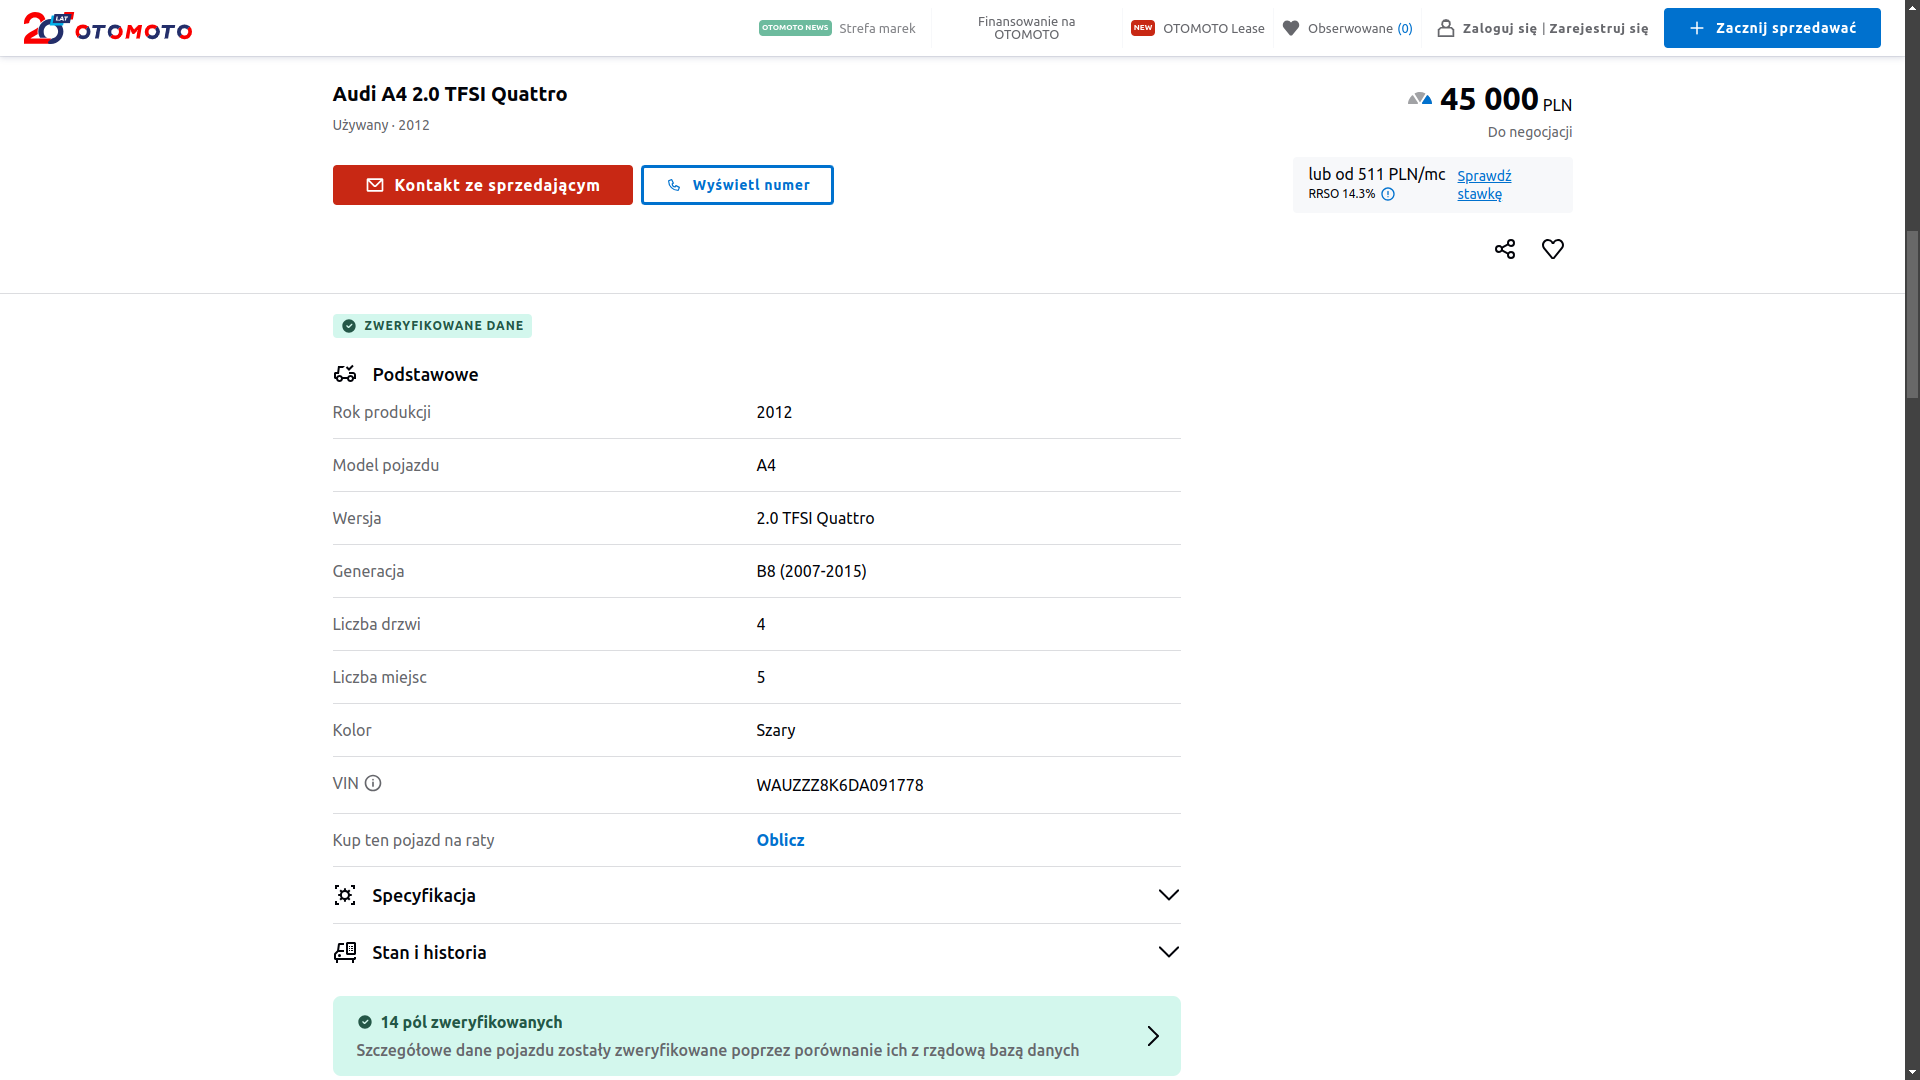 20 LAT OTOMOTO
OTOMOTO NEWS Strefa marek
Finansowanie na
OTOMOTO
NEW OTOMOTO Lease
Obserwowane (0)
Zaloguj się | Zarejestruj się
Zacznij sprzedawać
Audi A4 2.0 TFSI Quattro
Używany · 2012
45 000 PLN
Do negocjacji
Kontakt ze sprzedającym
Wyświetl numer
lub od 511 PLN/mc
RRSO 14.3%
Sprawdź
stawkę
ZWERYFIKOWANE DANE
Podstawowe
Rok produkcji 2012
Model pojazdu A4
Wersja 2.0 TFSI Quattro
Generacja B8 (2007-2015)
Liczba drzwi 4
Liczba miejsc 5
Kolor Szary
VIN WAUZZZ8K6DA091778
Kup ten pojazd na raty Oblicz
Specyfikacja
Stan i historia
14 pól zweryfikowanych
Szczegółowe dane pojazdu zostały zweryfikowane poprzez porównanie ich z rządową bazą danych